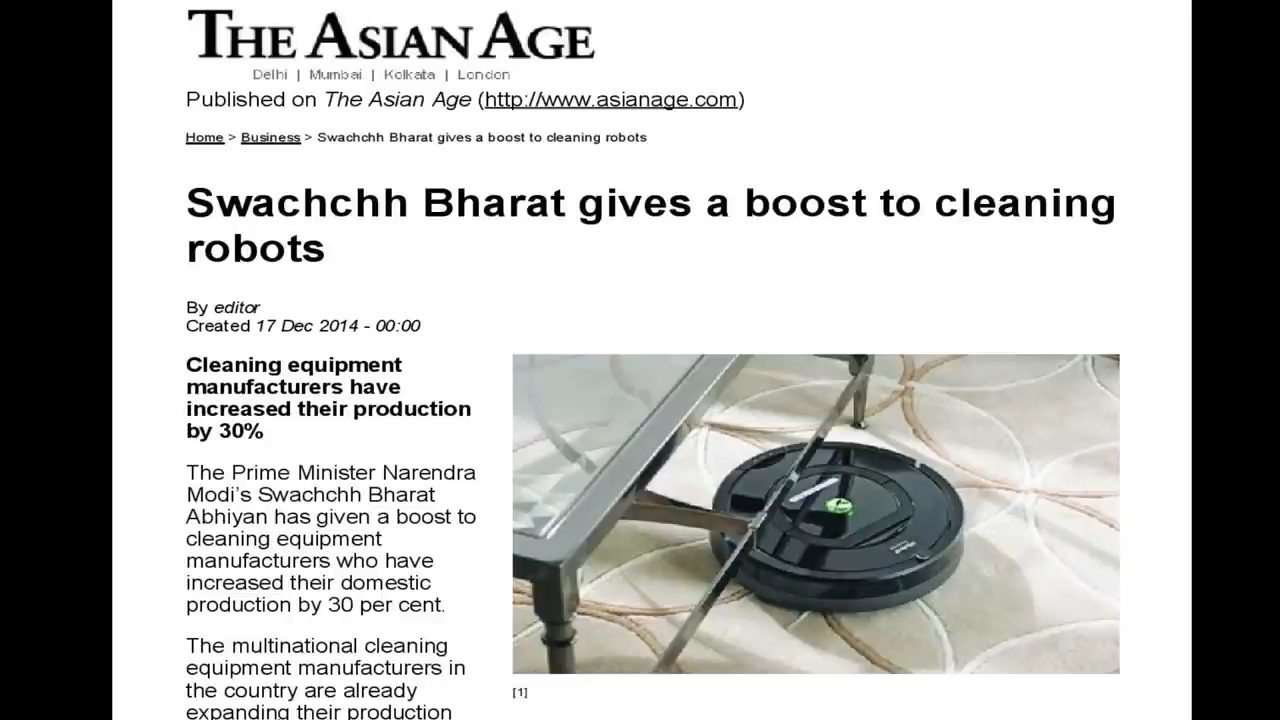 THE ASIAN AGE
Delhi | Mumbai | Kolkata | London
Published on The Asian Age (http://www.asianage.com)
Home > Business > Swachchh Bharat gives a boost to cleaning robots
Swachchh Bharat gives a boost to cleaning
robots
By editor
Created 17 Dec 2014 - 00:00
Cleaning equipment
manufacturers have
increased their production
by 30%
The Prime Minister Narendra
Modi's Swachchh Bharat
Abhiyan has given a boost to
cleaning equipment
manufacturers who have
increased their domestic
production by 30 per cent.
The multinational cleaning
equipment manufacturers in
the country are already
expanding their production
[1]